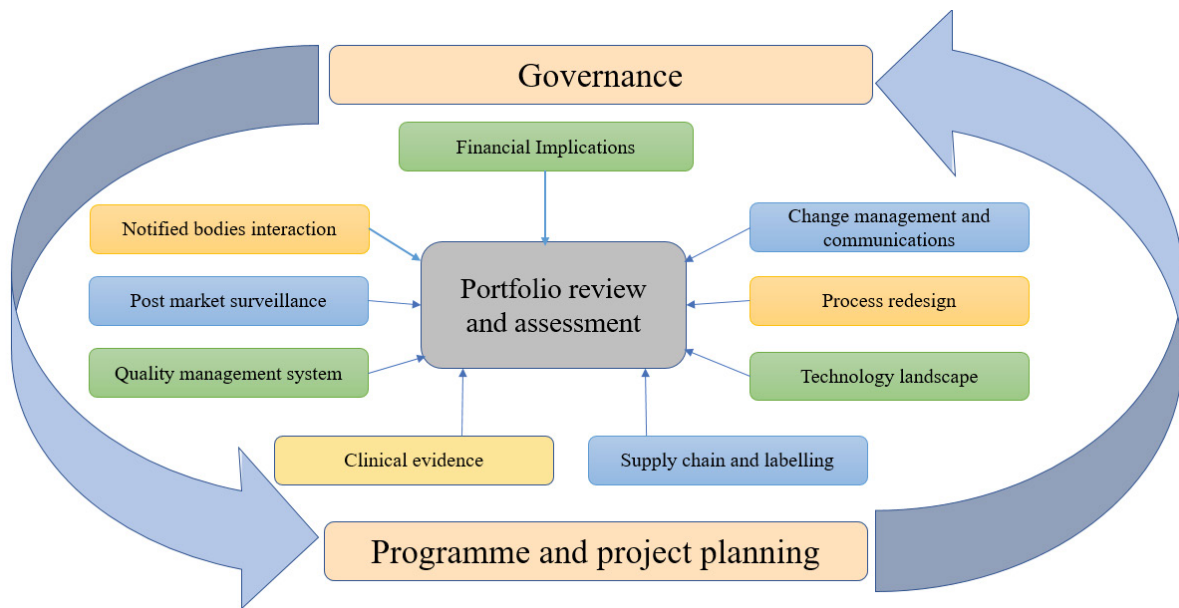 Governance
Financial Implications
Notified bodies interaction
Change management and
communications
Post market surveillance
Portfolio review
and assessment
Process redesign
Quality management system
Technology landscape
Clinical evidence
Supply chain and labelling
Programme and project planning